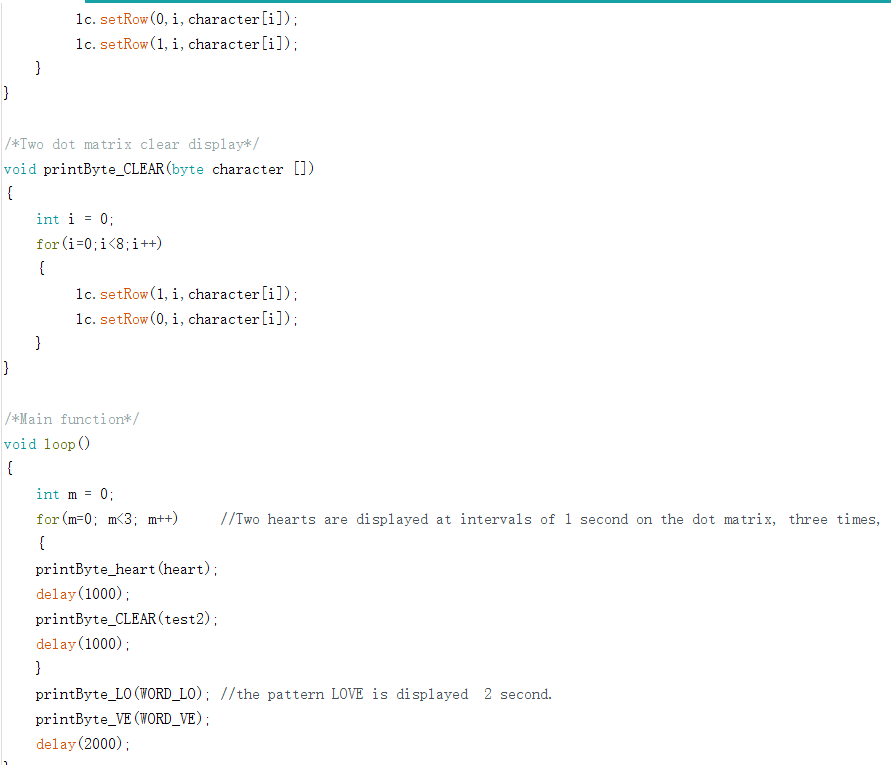 lc.setRow(0,i,character[i]);
lc.setRow(1,i,character[i]);
}
}
/*Two dot matrix clear display*/
void printByte_CLEAR(byte character [])
{
int i = 0;
for(i=0;i<8;i++)
{
lc.setRow(1,i,character[i]);
lc.setRow(0,i,character[i]);
}
}
/*Main function*/
void loop()
{
int m = 0;
for(m=0; m<3; m++) //Two hearts are displayed at intervals of 1 second on the dot matrix, three times,
{
printByte_heart(heart);
delay(1000);
printByte_CLEAR(test2);
delay(1000);
}
printByte_LO(WORD_LO); //the pattern LOVE is displayed 2 second.
printByte_VE(WORD_VE);
delay(2000);